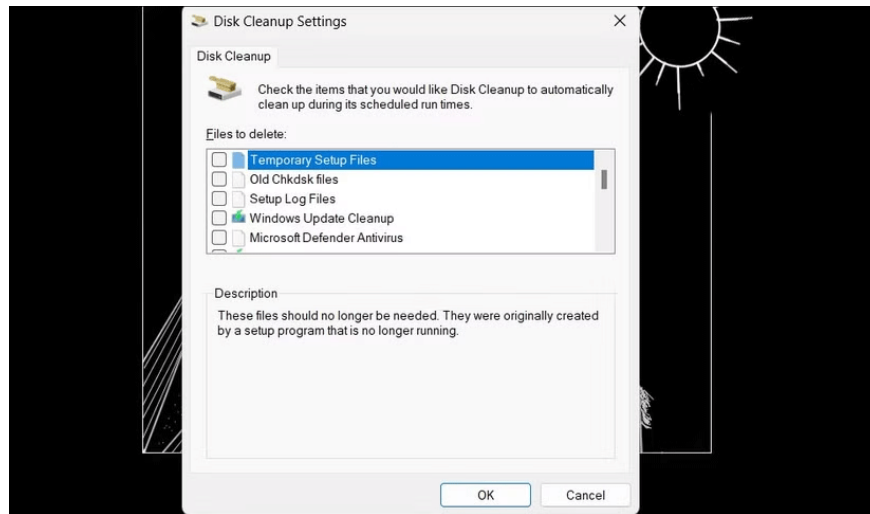 Disk Cleanup Settings
Disk Cleanup
Check the items that you would like Disk Cleanup to automatically
clean up during its scheduled run times.
Files to delete:
Temporary Setup Files
Old Chkdsk files
Setup Log Files
Windows Update Cleanup
Microsoft Defender Antivirus
Description
These files should no longer be needed. They were originally created
by a setup program that is no longer running.
OK
Cancel